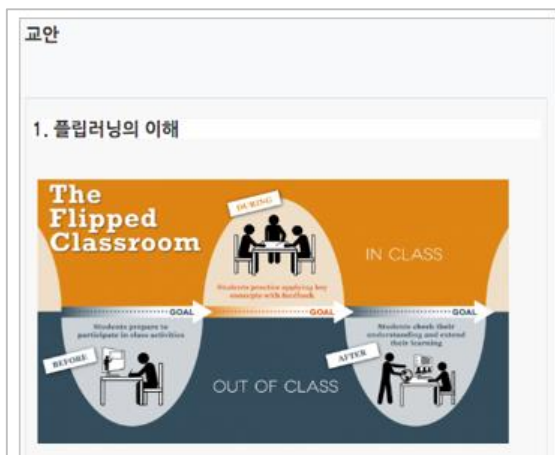 교안
1. 플립러닝의 이해
The
Flipped
Classroom
DURING
IN CLASS
Students practice applying key
concepts with feedback
GOAL
GOAL
GOAL
Students prepare to
participate in class activities
Students check their
understanding and extend
their learning
BEFORE
AFTER
OUT OF CLASS